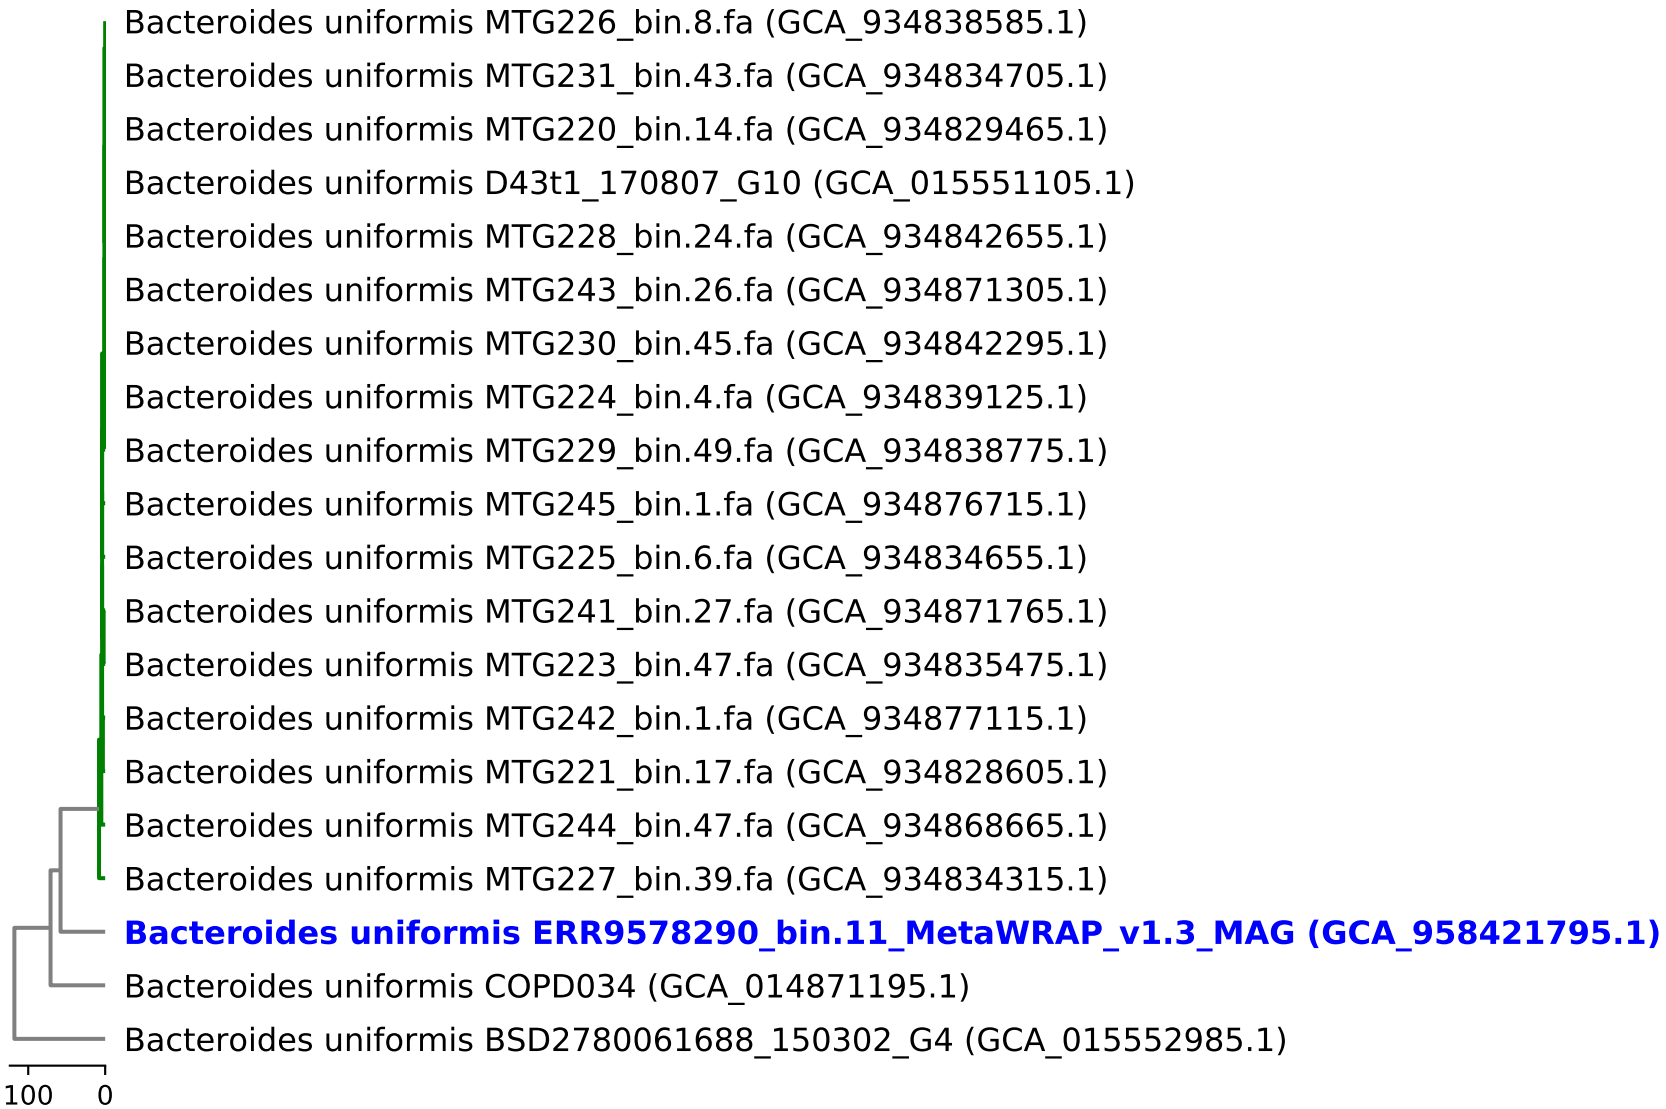 Bacteroides uniformis MTG226_bin.8.fa (GCA_934838585.1)
Bacteroides uniformis MTG231_bin.43.fa (GCA_934834705.1)
Bacteroides uniformis MTG220_bin.14.fa (GCA_934829465.1)
Bacteroides uniformis D43t1_170807_G10 (GCA_015551105.1)
Bacteroides uniformis MTG228_bin.24.fa (GCA_934842655.1)
Bacteroides uniformis MTG243_bin.26.fa (GCA_934871305.1)
Bacteroides uniformis MTG230_bin.45.fa (GCA_934842295.1)
Bacteroides uniformis MTG224_bin.4.fa (GCA_934839125.1)
Bacteroides uniformis MTG229_bin.49.fa (GCA_934838775.1)
Bacteroides uniformis MTG245_bin.1.fa (GCA_934876715.1)
Bacteroides uniformis MTG225_bin.6.fa (GCA_934834655.1)
Bacteroides uniformis MTG241_bin.27.fa (GCA_934871765.1)
Bacteroides uniformis MTG223_bin.47.fa (GCA_934835475.1)
Bacteroides uniformis MTG242_bin.1.fa (GCA_934877115.1)
Bacteroides uniformis MTG221_bin.17.fa (GCA_934828605.1)
Bacteroides uniformis MTG244_bin.47.fa (GCA_934868665.1)
Bacteroides uniformis MTG227_bin.39.fa (GCA_934834315.1)
Bacteroides uniformis ERR9578290_bin.11_MetaWRAP_v1.3_MAG (GCA_958421795.1)
Bacteroides uniformis COPD034 (GCA_014871195.1)
Bacteroides uniformis BSD2780061688_150302_G4 (GCA_015552985.1)
100 0